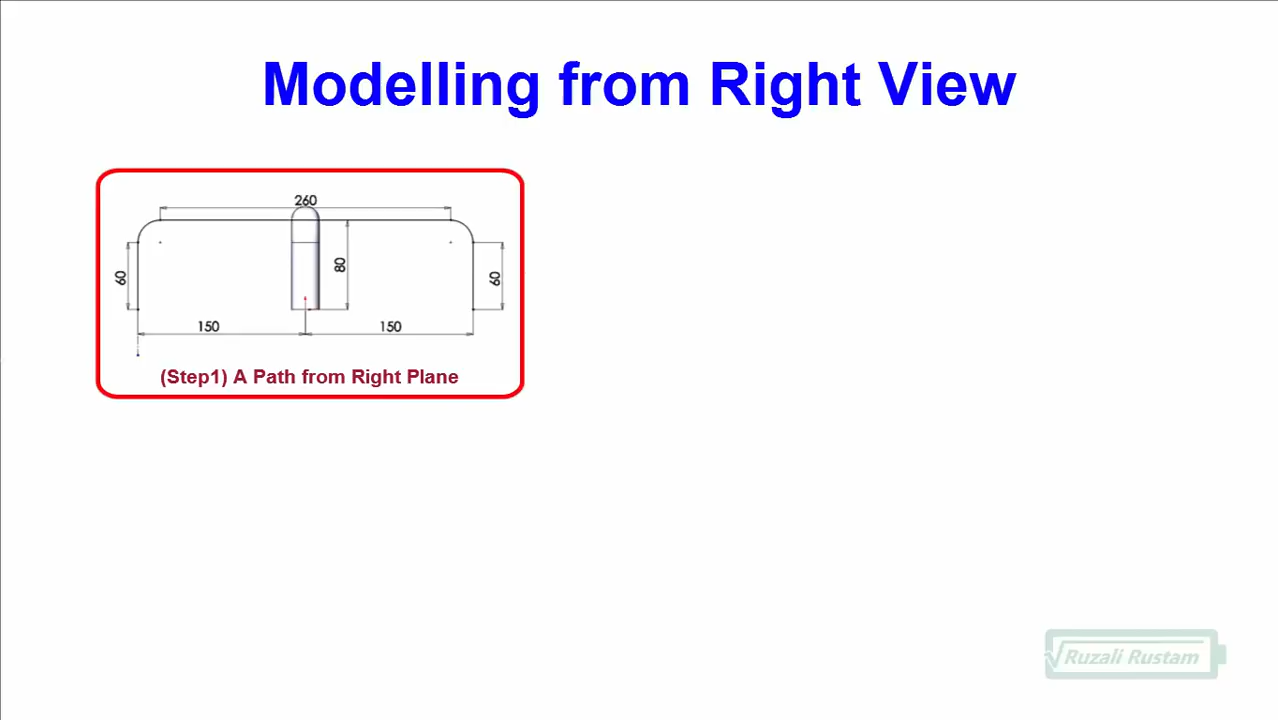 Modelling from Right View
260
60
80
60
150
150
(Step1) A Path from Right Plane
Ruzali Rustam